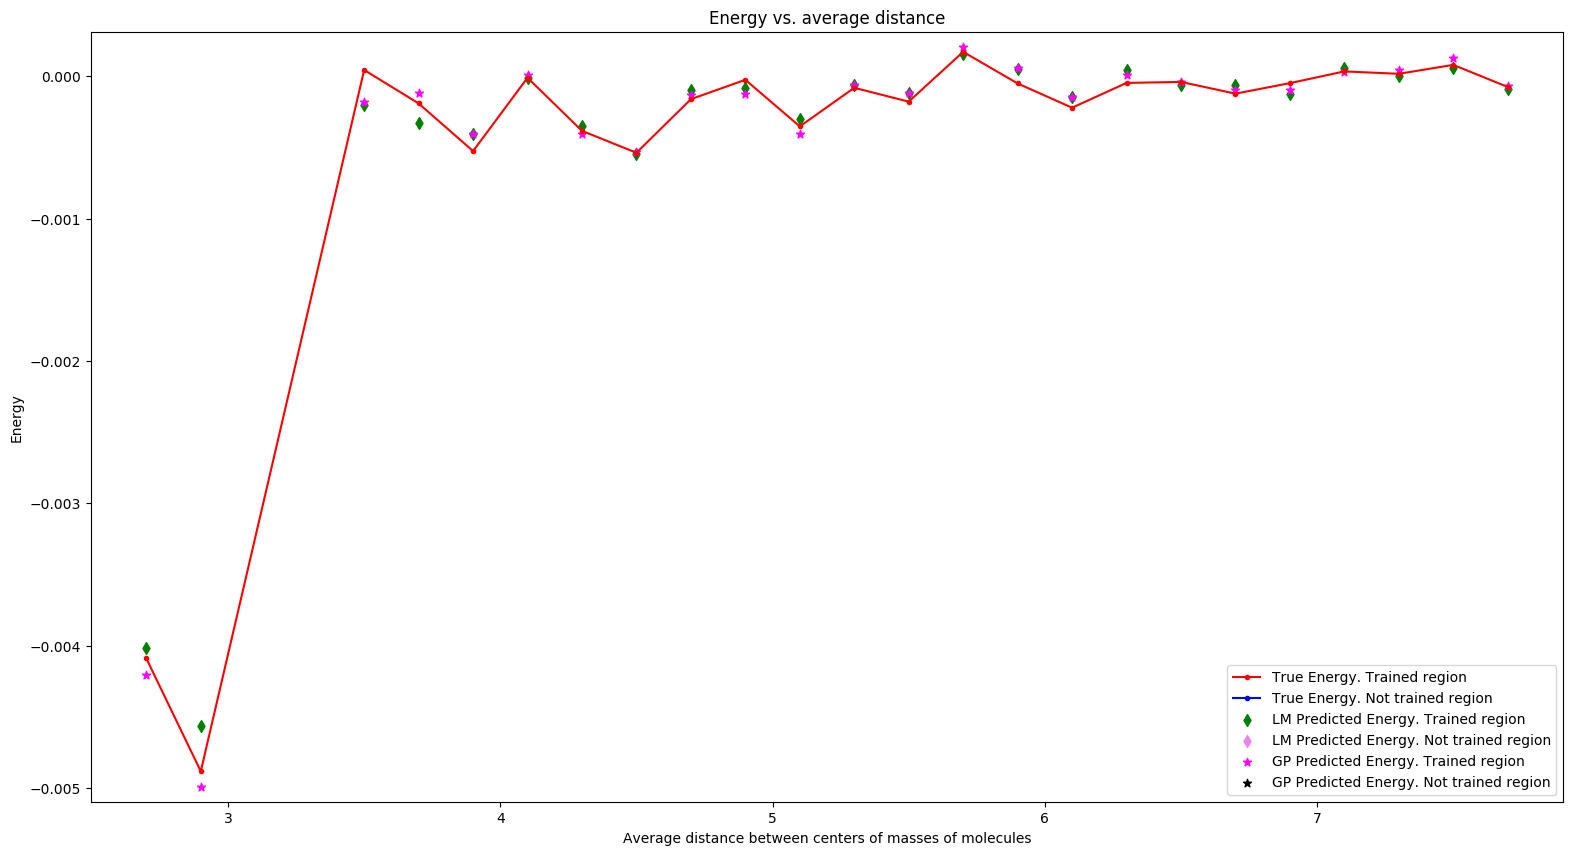 Energy vs. average distance
0.000
−0.001
−0.002
−0.003
−0.004
−0.005
Energy
3
4
5
6
7
Average distance between centers of masses of molecules
True Energy. Trained region
True Energy. Not trained region
LM Predicted Energy. Trained region
LM Predicted Energy. Not trained region
GP Predicted Energy. Trained region
GP Predicted Energy. Not trained region